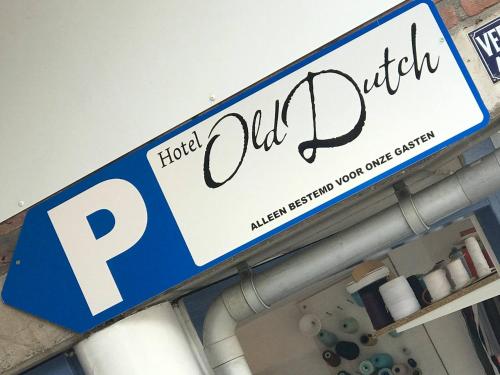 P
Hotel Old Dutch
ALLEEN BESTEMD VOOR ONZE GASTEN